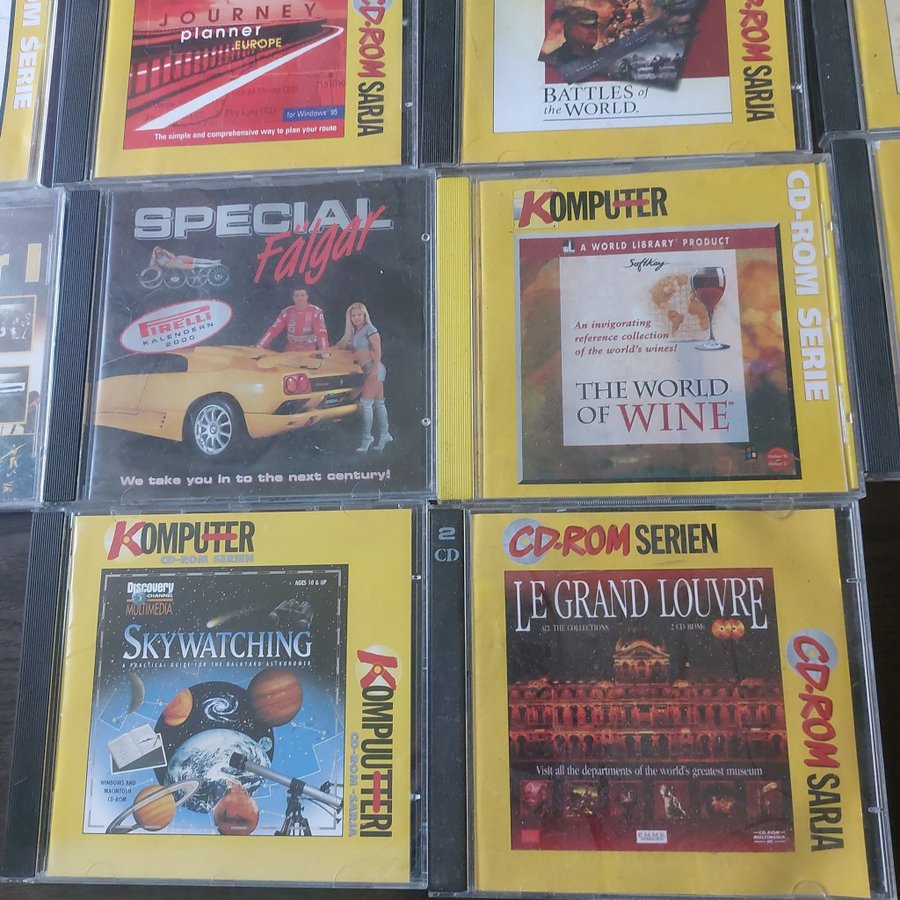 M SERIE
JOURNEY
planner
EUROPE
for Windows 95
The simple and comprehensive way to plan your route
CD-ROM SARJA
BATTLES of
the WORLD
CD-ROM SARJA
SPECIAL
Fälgar
PIRELLI
KALENDERN
2000
We take you in to the next century!
KOMPUTER
CD-ROM SERIE
A WORLD LIBRARY PRODUCT
SoftKey
An invigorating
reference collection
of the world's wines!
THE WORLD
OF WINE™
KOMPUTER
CD-ROM SERIEN
Discovery
CHANNEL
MULTIMEDIA
AGES 10 & UP
SKYWATCHING
A PRACTICAL GUIDE FOR THE BACKYARD ASTRONOMER
WINDOWS AND
MACINTOSH
CD-ROM
KOMPUUTTERI
CD-ROM-SARJA
2
CD
CD-ROM SERIEN
LE GRAND LOUVRE
ALL THE COLLECTIONS
2 CD-ROMs
Visit all the departments of the world's greatest museum
CD-ROM SARJA